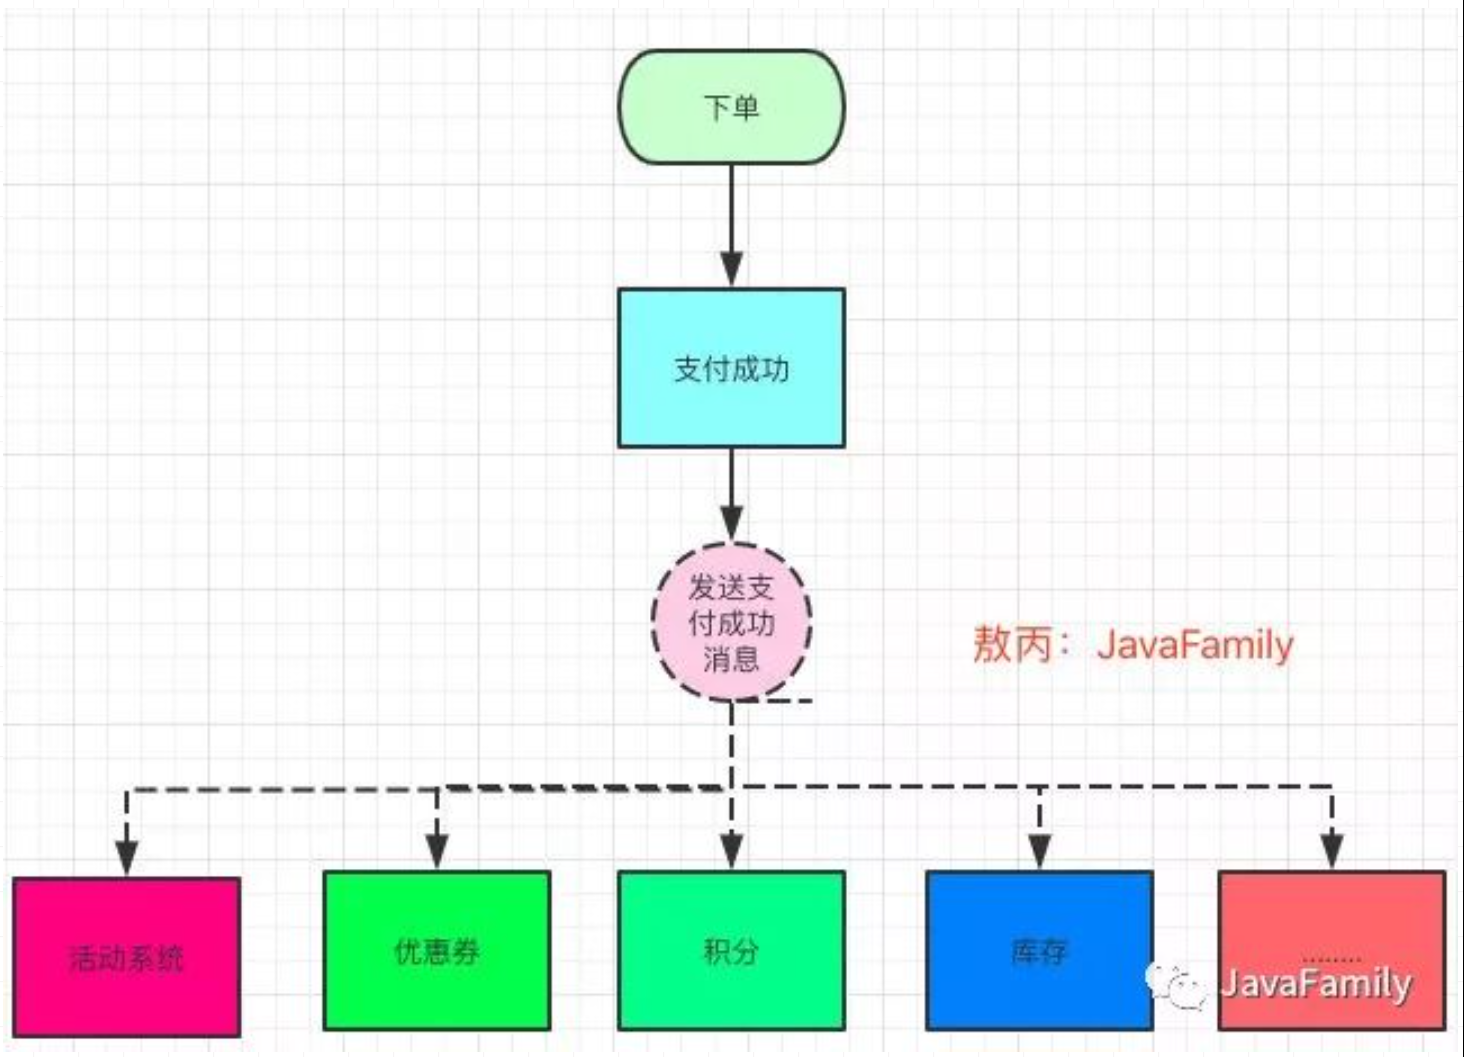 下单
支付成功
发送支
付成功
消息
敖丙：JavaFamily
活动系统
优惠券
积分
库存
........
JavaFamily